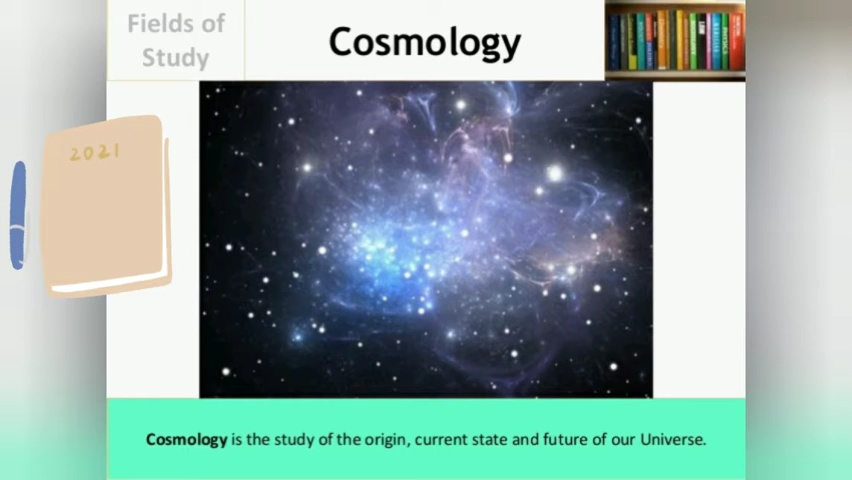 Fields of
Study
Cosmology
2021
Cosmology is the study of the origin, current state and future of our Universe.